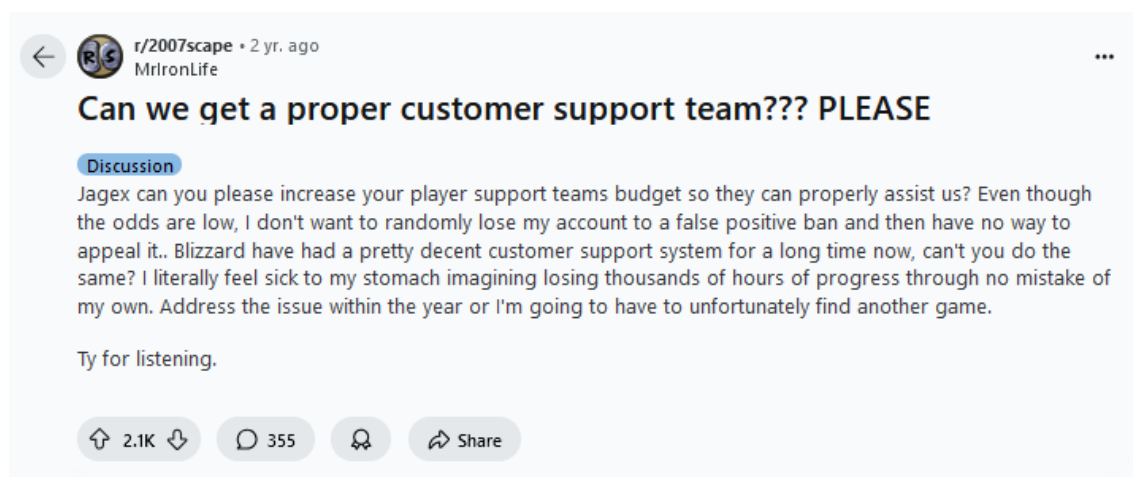 r/2007scape • 2 yr. ago
MrIronLife
Can we get a proper customer support team??? PLEASE
Discussion
Jagex can you please increase your player support teams budget so they can properly assist us? Even though
the odds are low, I don't want to randomly lose my account to a false positive ban and then have no way to
appeal it.. Blizzard have had a pretty decent customer support system for a long time now, can't you do the
same? I literally feel sick to my stomach imagining losing thousands of hours of progress through no mistake of
my own. Address the issue within the year or I'm going to have to unfortunately find another game.
Ty for listening.
2.1K 355 Share